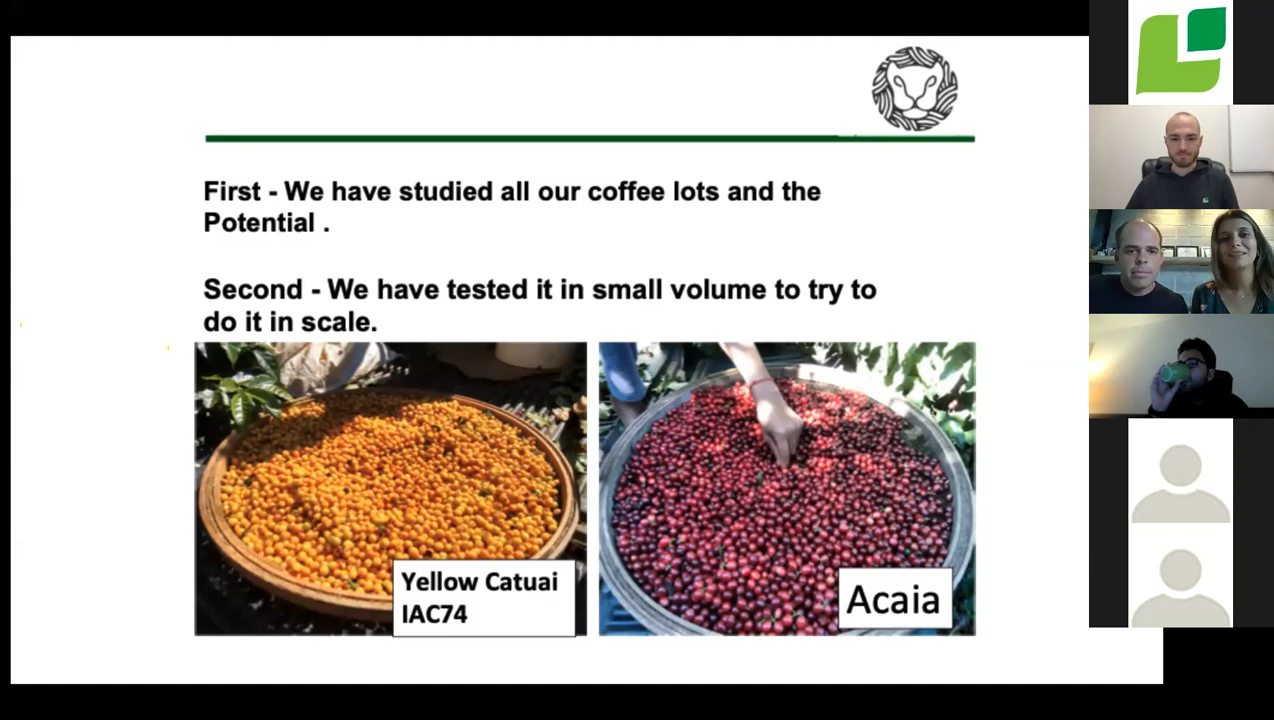 First - We have studied all our coffee lots and the
Potential .
Second - We have tested it in small volume to try to
do it in scale.
Yellow Catuai
IAC74
Acaia